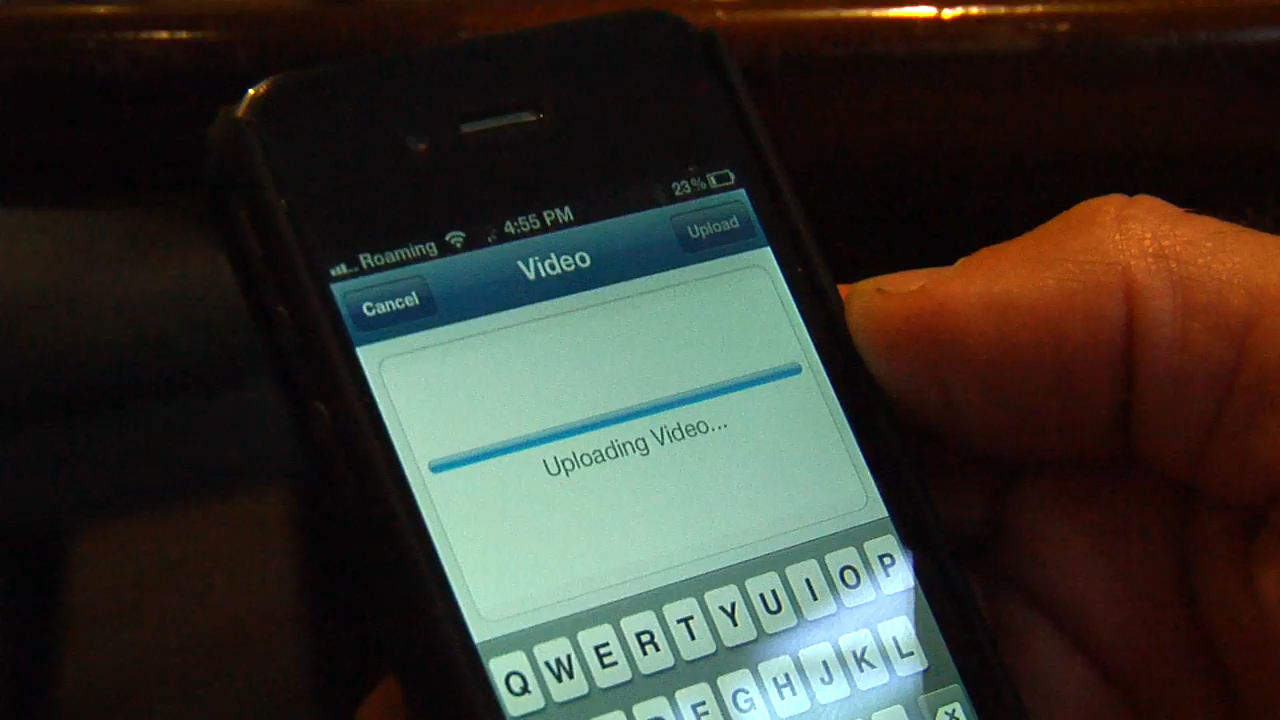 Roaming 4:55 PM 23%
Cancel Video Upload
Uploading Video...
Q W E R T Y U I O P
F G H J K L